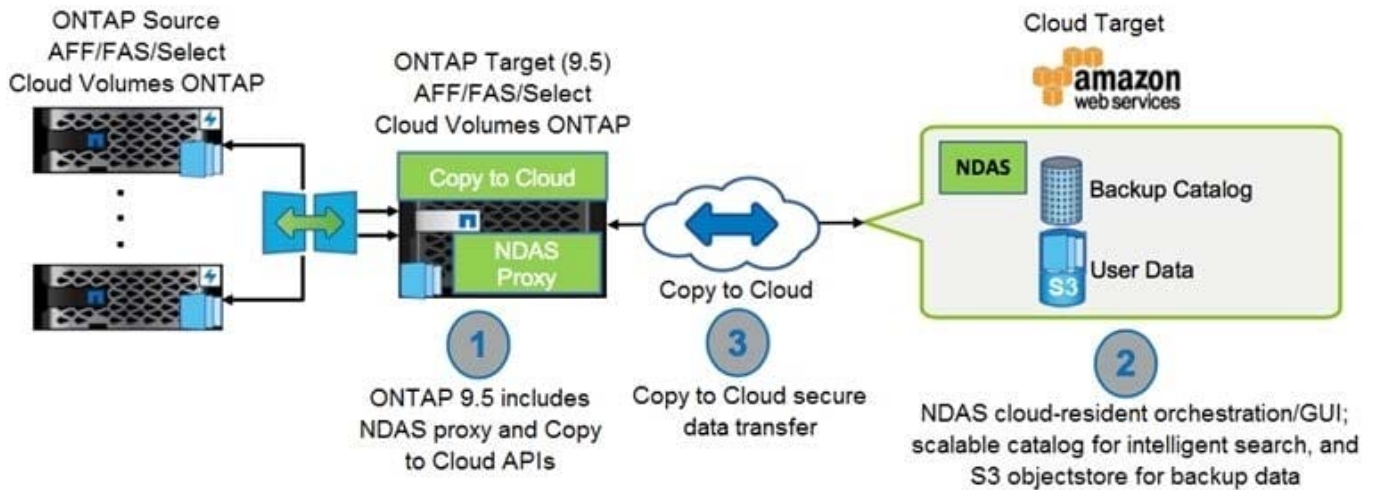 ONTAP Source
AFF/FAS/Select
Cloud Volumes ONTAP
ONTAP Target (9.5)
AFF/FAS/Select
Cloud Volumes ONTAP
Copy to Cloud
NDAS
Proxy
1
ONTAP 9.5 includes
NDAS proxy and Copy
to Cloud APIs
Copy to Cloud
3
Copy to Cloud secure
data transfer
Cloud Target
amazon
web services
NDAS
Backup Catalog
User Data
S3
2
NDAS cloud-resident orchestration/GUI;
scalable catalog for intelligent search, and
S3 objectstore for backup data